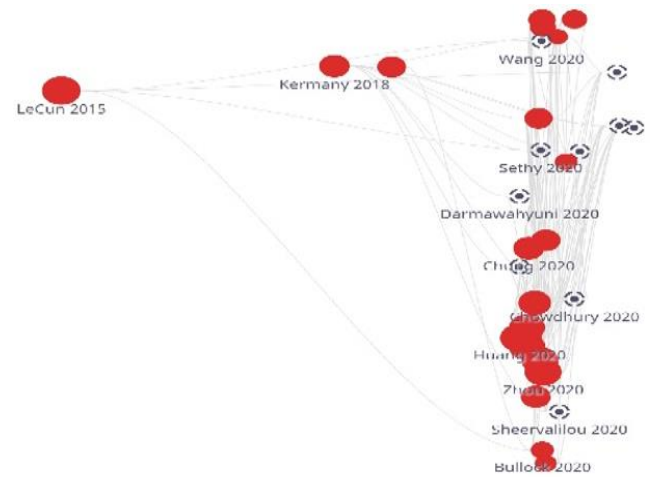 Wang 2020
Kermany 2018
LeCun 2015
Sethy 2020
Darmawahyuni 2020
Chung 2020
Chowdhury 2020
Huang 2020
Zhou 2020
Sheervalilou 2020
Bullock 2020